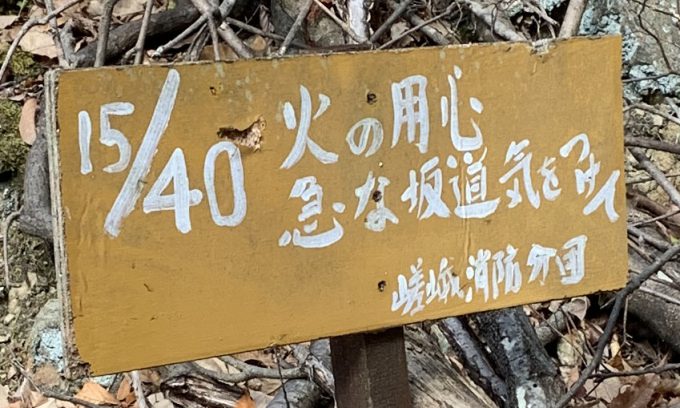 15/40
火の用心
急な坂道気をつけて
嵯峨消防分団